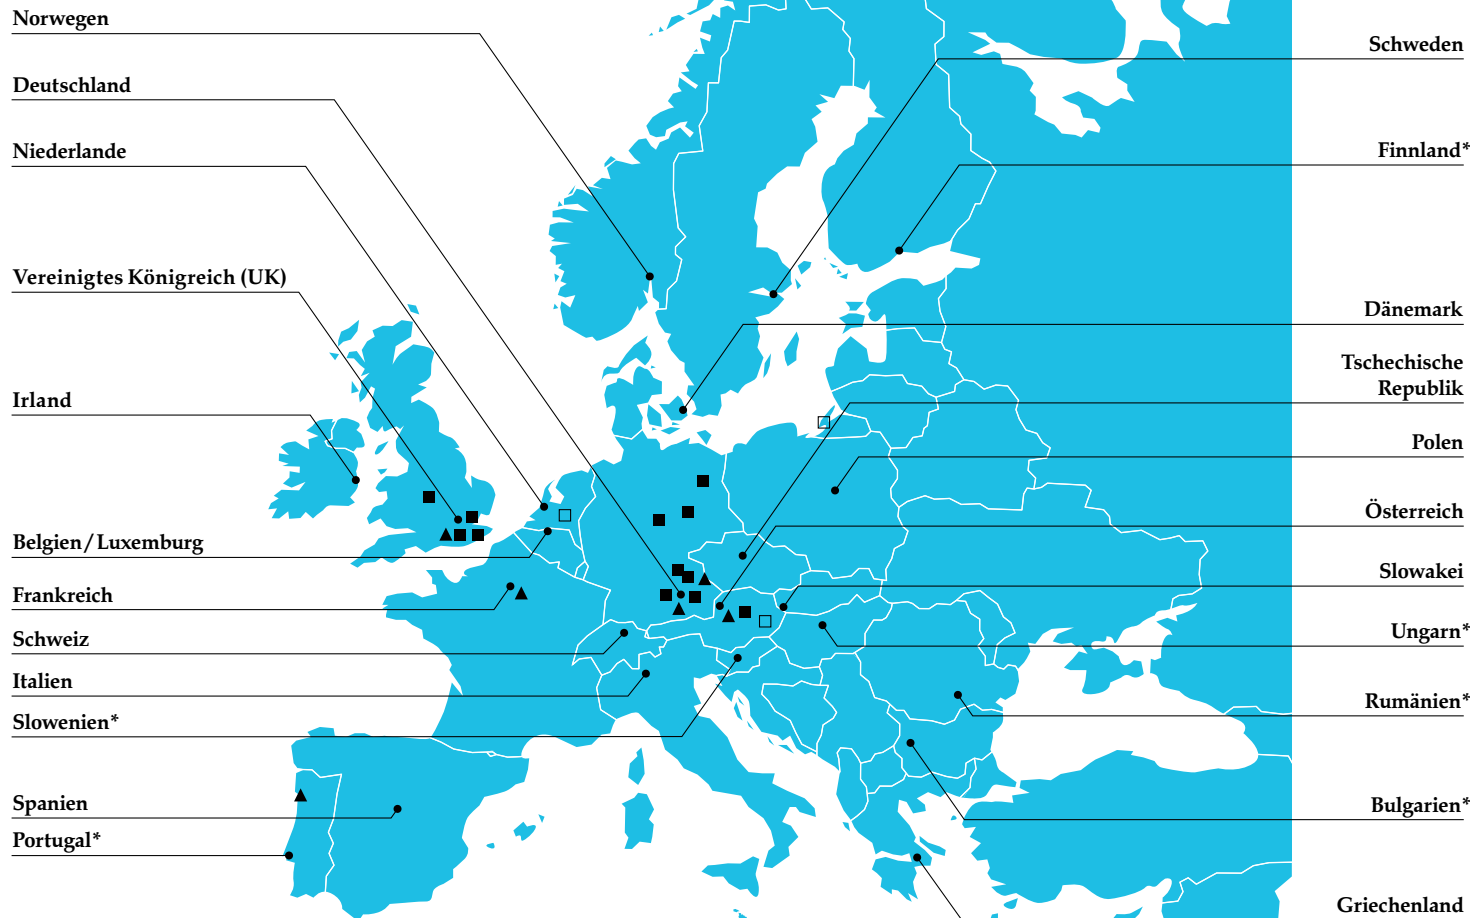 Norwegen
Deutschland
Niederlande
Vereinigtes Königreich (UK)
Irland
Belgien/Luxemburg
Frankreich
Schweiz
Italien
Slowenien*
Spanien
Portugal*
Schweden
Finnland*
Dänemark
Tschechische
Republik
Polen
Österreich
Slowakei
Ungarn*
Rumänien*
Bulgarien*
Griechenland